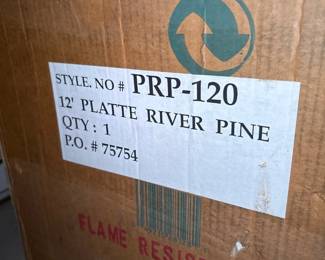 STYLE. NO # PRP-120
12' PLATTE RIVER PINE
QTY : 1
P.O. # 75754
FLAME RESIS